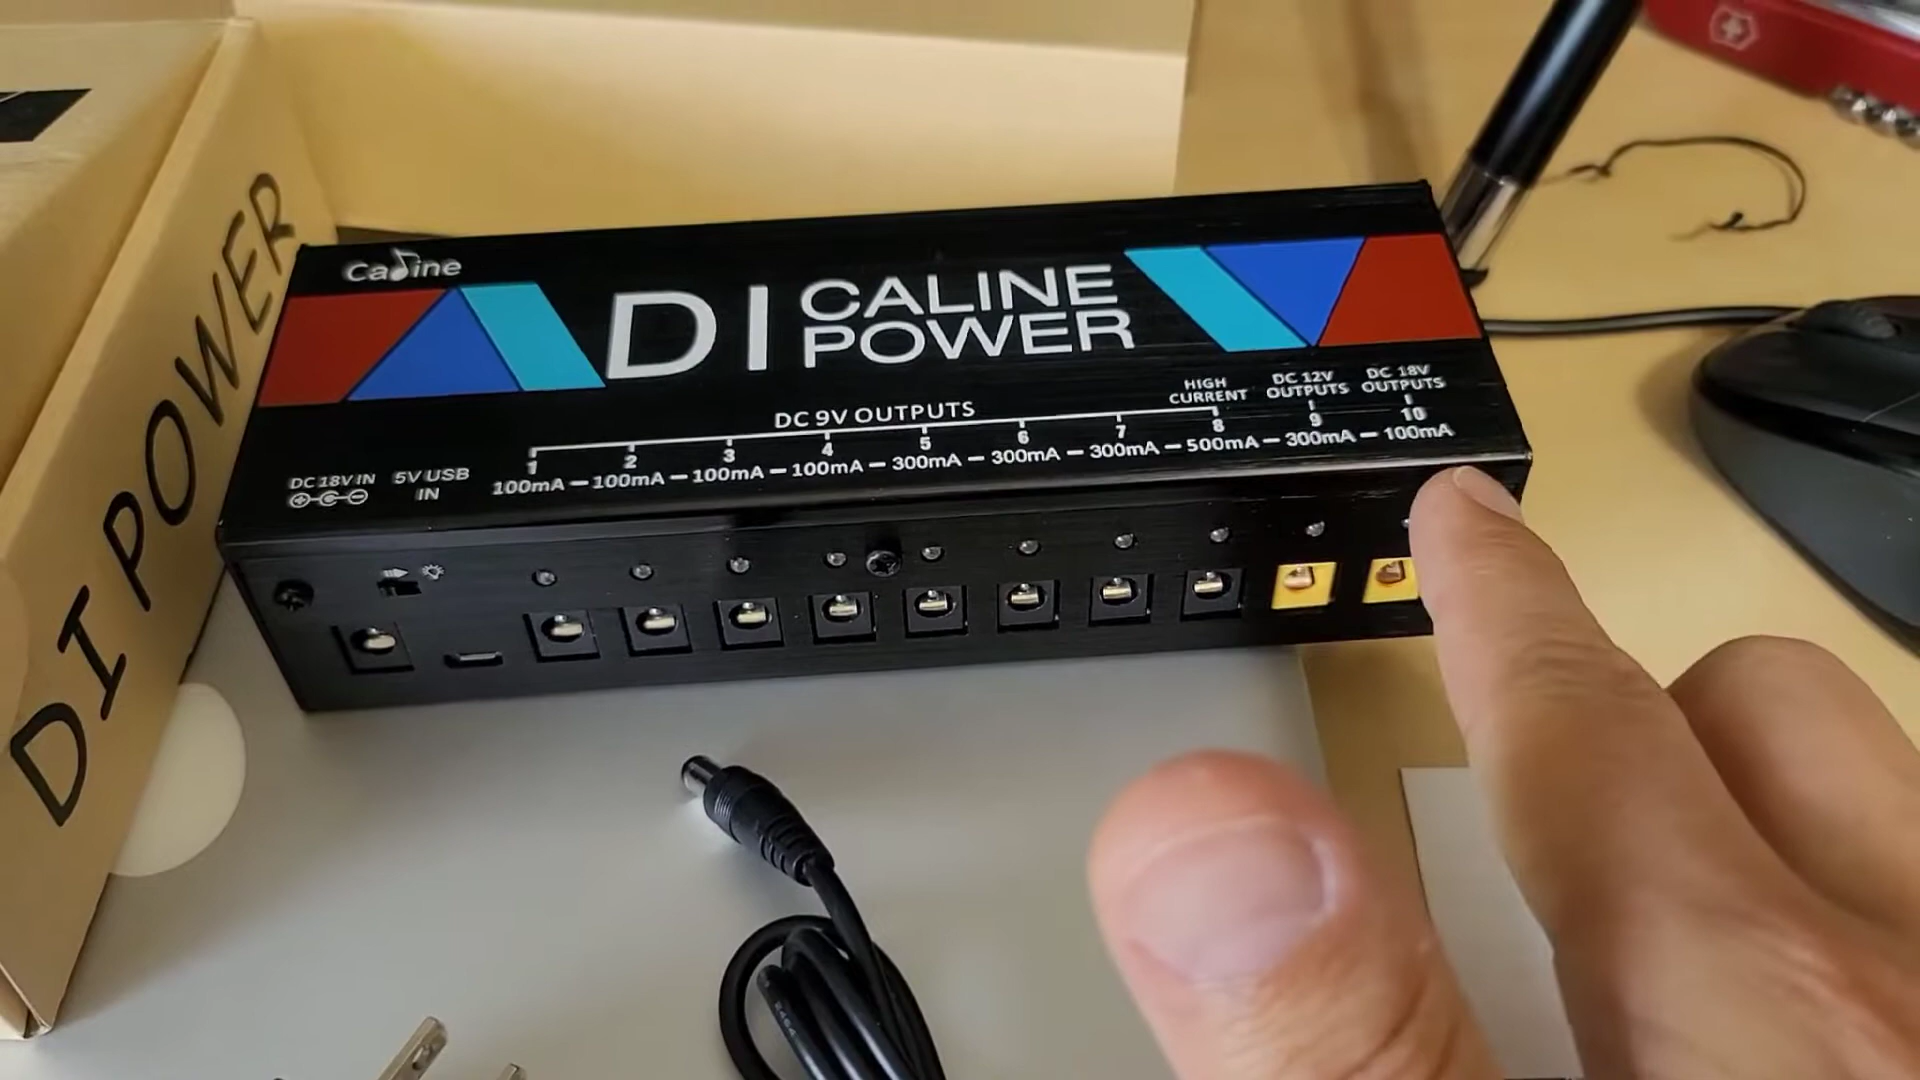 DI POWER
Caline
DI CALINE
POWER
DC 9V OUTPUTS
HIGH
CURRENT
DC 12V
OUTPUTS
DC 18V
OUTPUTS
DC 18V IN
5V USB
IN
1 2 3 4 5 6 7 8 9 10
100mA – 100mA – 100mA – 100mA – 300mA – 300mA – 300mA – 500mA – 300mA – 100mA